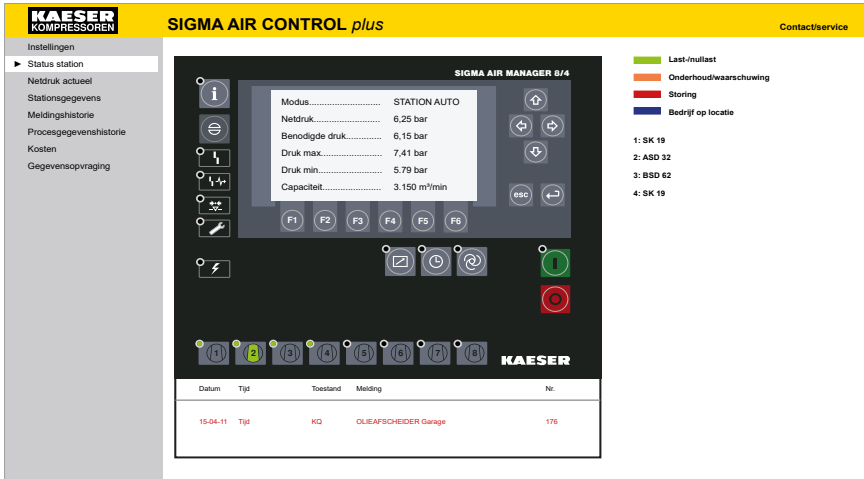 KAESER
KOMPRESSOREN
SIGMA AIR CONTROL plus
Contact/service
Instellingen
Status station
Netdruk actueel
Stationsgegevens
Meldingshistorie
Procesgegevenshistorie
Kosten
Gegevensopvraging
SIGMA AIR MANAGER 8/4
i
Modus.......................... STATION AUTO
Netdruk........................ 6,25 bar
Benodigde druk............. 6,15 bar
Druk max...................... 7,41 bar
Druk min....................... 5.79 bar
Capaciteit...................... 3.150 m³/min
esc
F1 F2 F3 F4 F5 F6
1 2 3 4 5 6 7 8
KAESER
Datum Tijd Toestand Melding Nr.
15-04-11 Tijd KQ OLIEAFSCHEIDER Garage 176
Last-/nullast
Onderhoud/waarschuwing
Storing
Bedrijf op locatie
1: SK 19
2: ASD 32
3: BSD 62
4: SK 19